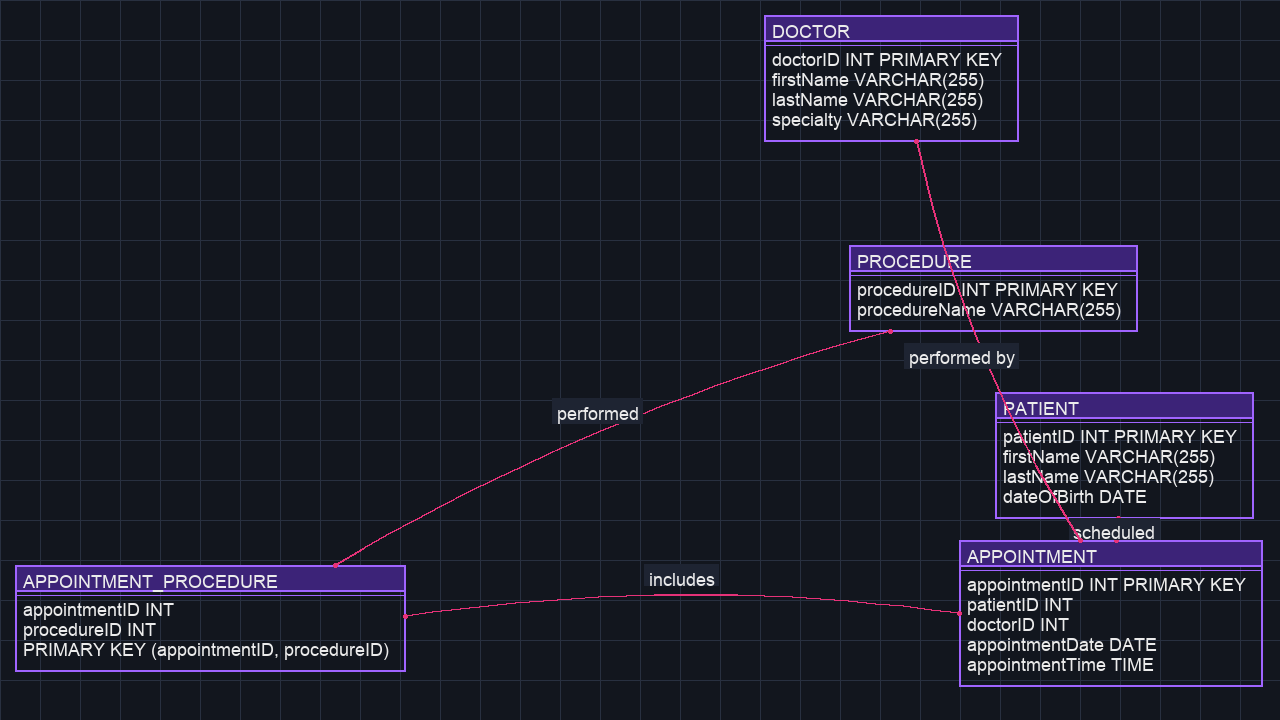 DOCTOR
doctorID INT PRIMARY KEY
firstName VARCHAR(255)
lastName VARCHAR(255)
specialty VARCHAR(255)
PROCEDURE
procedureID INT PRIMARY KEY
procedureName VARCHAR(255)
performed by
PATIENT
patientID INT PRIMARY KEY
firstName VARCHAR(255)
lastName VARCHAR(255)
dateOfBirth DATE
performed
scheduled
APPOINTMENT
appointmentID INT PRIMARY KEY
patientID INT
doctorID INT
appointmentDate DATE
appointmentTime TIME
includes
APPOINTMENT_PROCEDURE
appointmentID INT
procedureID INT
PRIMARY KEY (appointmentID, procedureID)